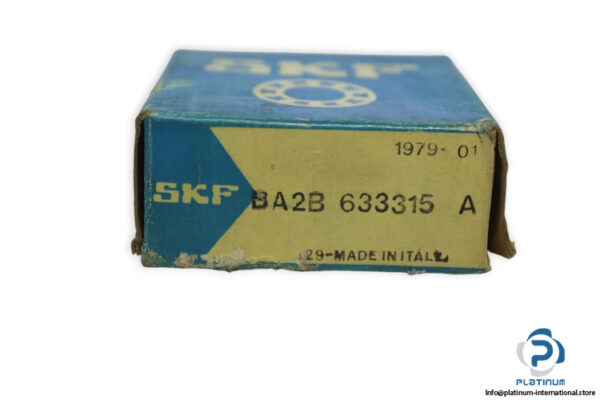 SKF
1979-01
SKF
BA2B 633315 A
29-MADE IN ITALY
PLATINUM
Info@platinum-international.store